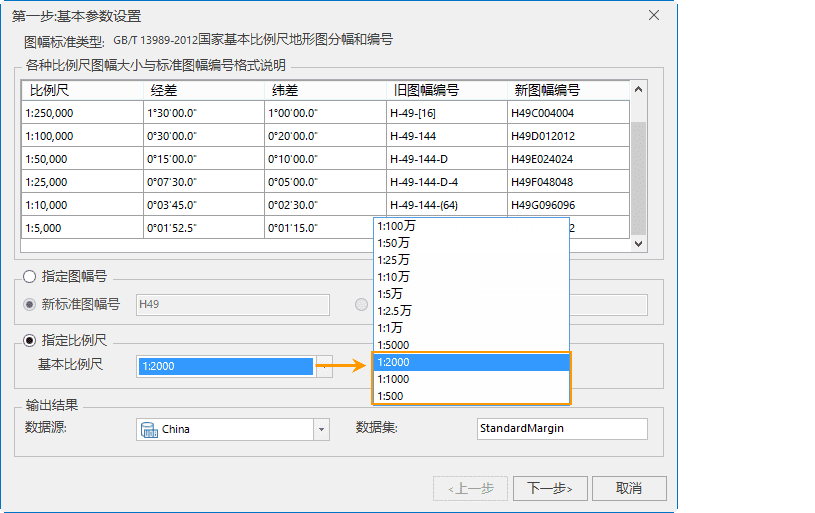 第一步:基本参数设置
图幅标准类型: GB/T 13989-2012国家基本比例尺地形图分幅和编号
各种比例尺图幅大小与标准图幅编号格式说明
比例尺 经差 纬差 旧图幅编号 新图幅编号
1:250,000 1°30'00.0" 1°00'00.0" H-49-[16] H49C004004
1:100,000 0°30'00.0" 0°20'00.0" H-49-144 H49D012012
1:50,000 0°15'00.0" 0°10'00.0" H-49-144-D H49E024024
1:25,000 0°07'30.0" 0°05'00.0" H-49-144-D-4 H49F048048
1:10,000 0°03'45.0" 0°02'30.0" H-49-144-(64) H49G096096
1:5,000 0°01'52.5" 0°01'15.0" 2
1:100万
1:50万
1:25万
1:10万
1:5万
1:2.5万
1:1万
1:5000
1:2000
1:1000
1:500
指定图幅号
新标准图幅编号 H49
指定比例尺
基本比例尺 1:2000
输出结果
数据源: China 数据集: StandardMargin
<上一步 下一步> 取消